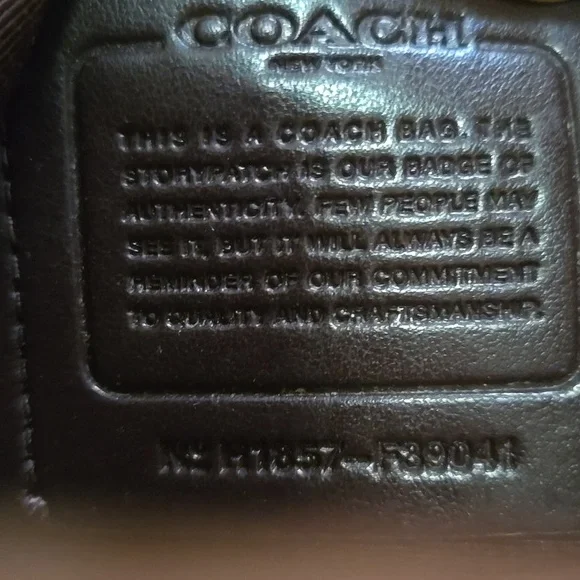 COACH
NEW YORK
THIS IS A COACH BAG. THE
STORYPATCH IS OUR BADGE OF
AUTHENTICITY. FEW PEOPLE MAY
SEE IT, BUT IT WILL ALWAYS BE A
REMINDER OF OUR COMMITMENT
TO QUALITY AND CRAFTSMANSHIP.
Nº